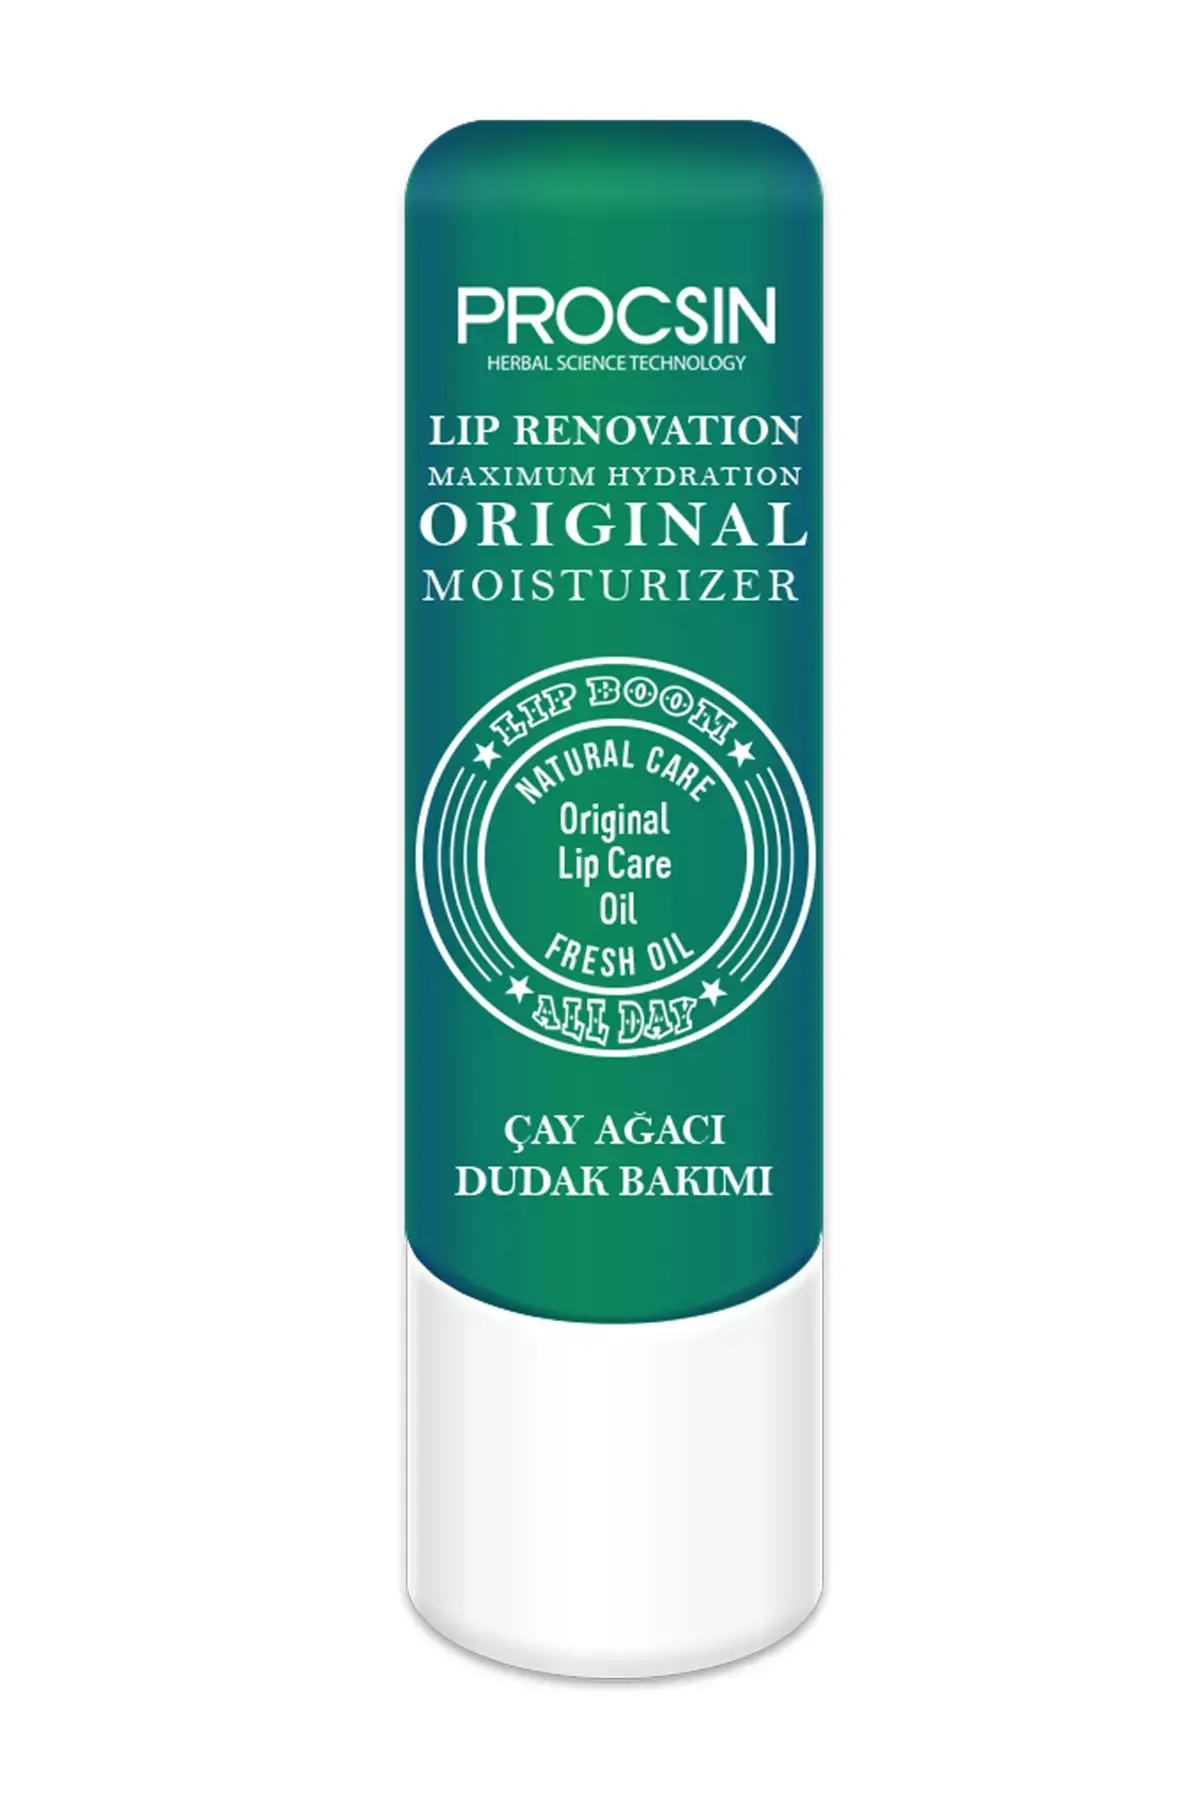 PROCSIN
HERBAL SCIENCE TECHNOLOGY
LIP RENOVATION
MAXIMUM HYDRATION
ORIGINAL
MOISTURIZER
LIP BOOM
NATURAL CARE
Original
Lip Care
Oil
FRESH OIL
ALL DAY
ÇAY AĞACI
DUDAK BAKIMI